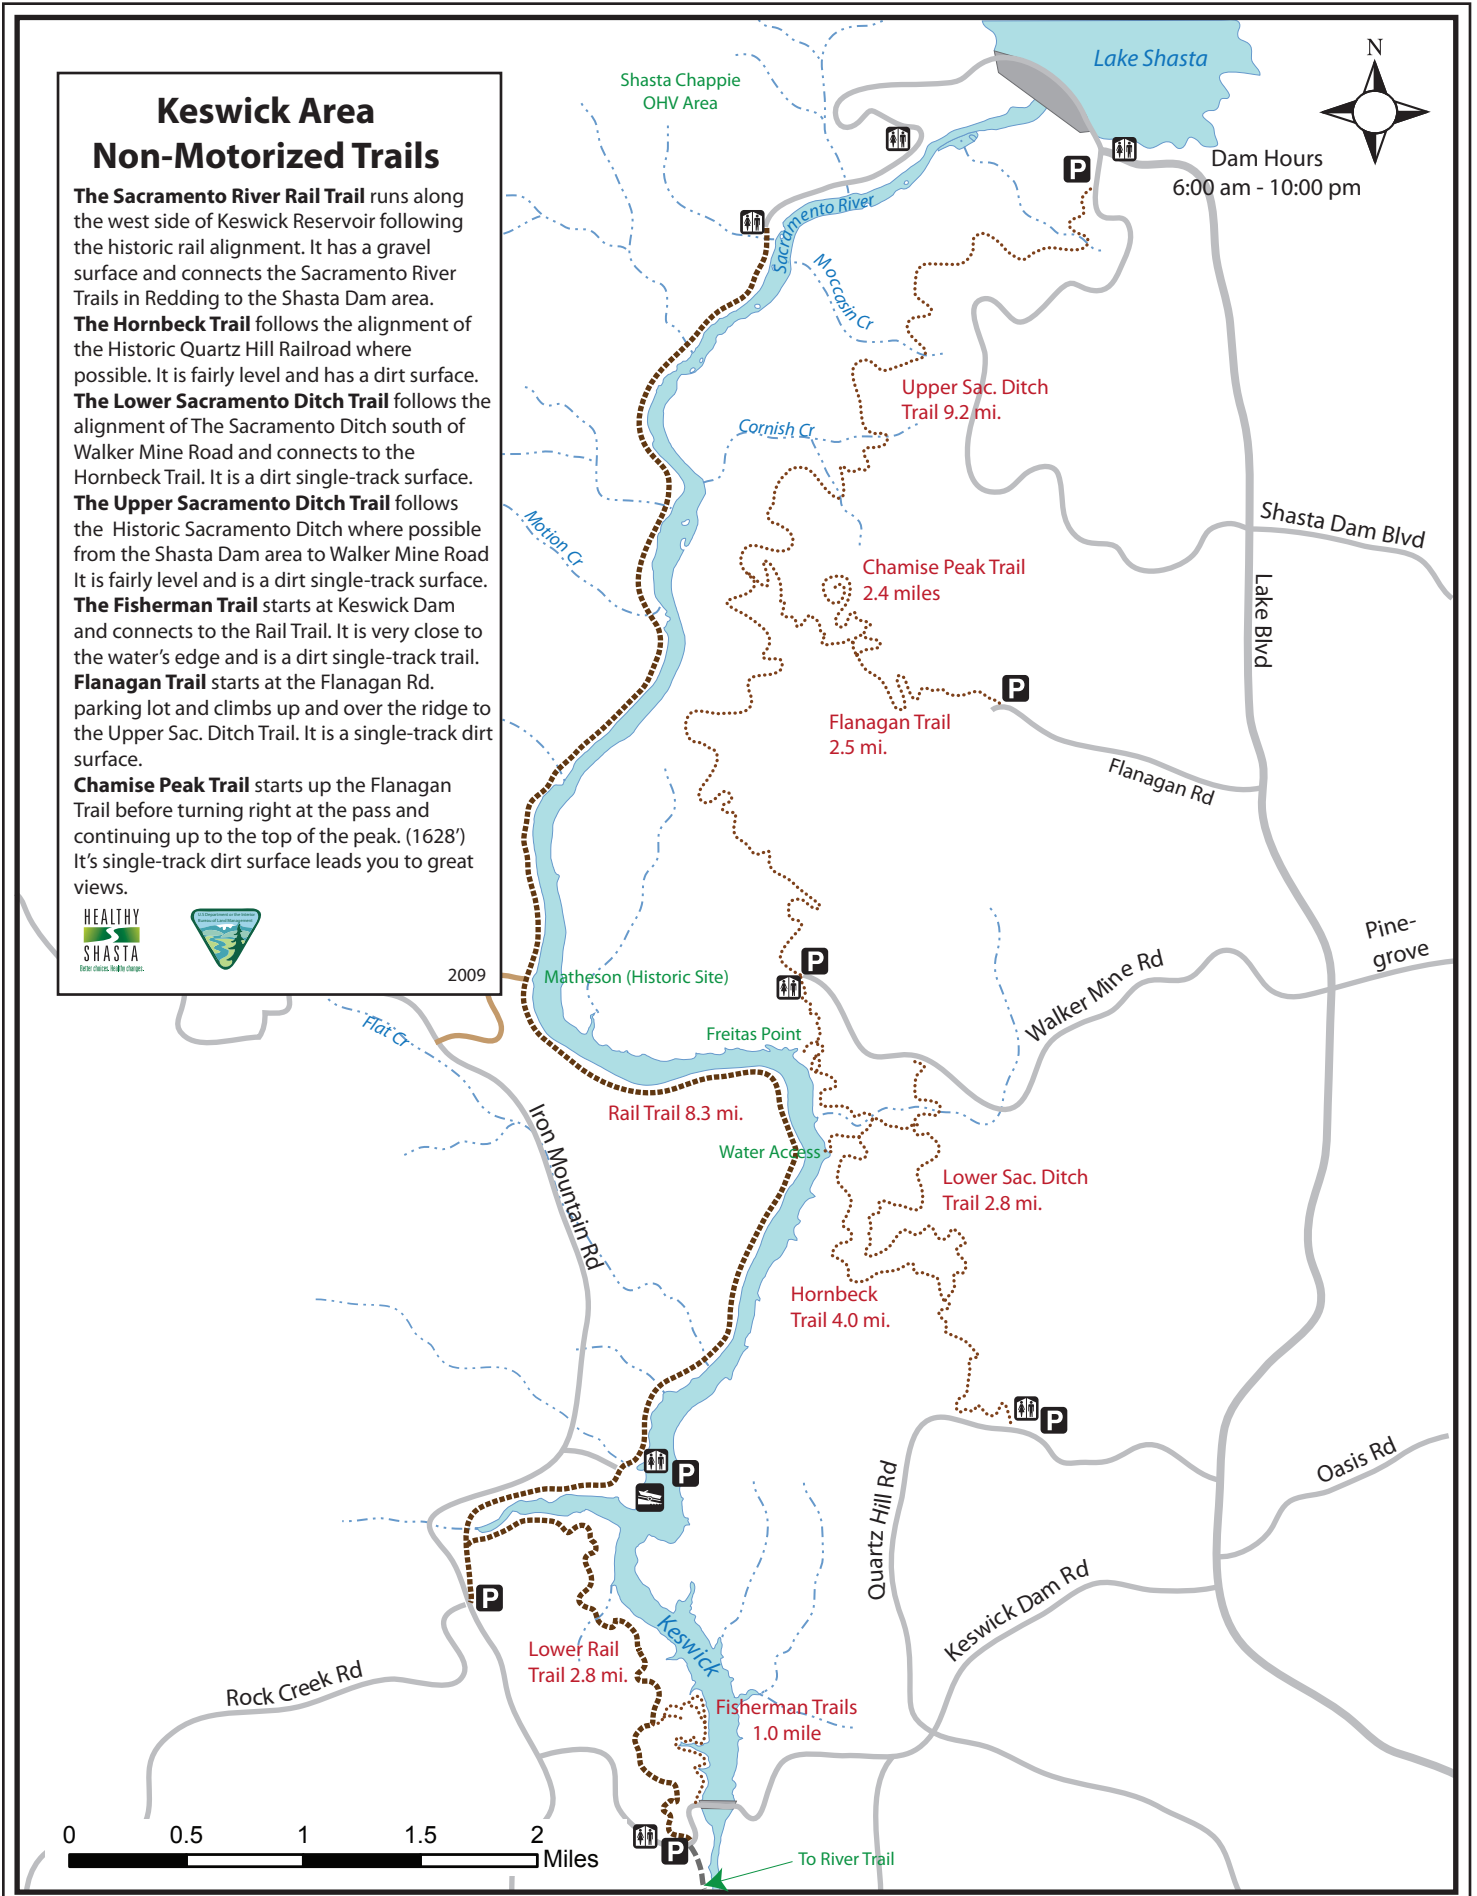 Keswick Area
Non-Motorized Trails
The Sacramento River Rail Trail runs along
the west side of Keswick Reservoir following
the historic rail alignment. It has a gravel
surface and connects the Sacramento River
Trails in Redding to the Shasta Dam area.
The Hornbeck Trail follows the alignment of
the Historic Quartz Hill Railroad where
possible. It is fairly level and has a dirt surface.
The Lower Sacramento Ditch Trail follows the
alignment of The Sacramento Ditch south of
Walker Mine Road and connects to the
Hornbeck Trail. It is a dirt single-track surface.
The Upper Sacramento Ditch Trail follows
the Historic Sacramento Ditch where possible
from the Shasta Dam area to Walker Mine Road
It is fairly level and is a dirt single-track surface.
The Fisherman Trail starts at Keswick Dam
and connects to the Rail Trail. It is very close to
the water's edge and is a dirt single-track trail.
Flanagan Trail starts at the Flanagan Rd.
parking lot and climbs up and over the ridge to
the Upper Sac. Ditch Trail. It is a single-track dirt
surface.
Chamise Peak Trail starts up the Flanagan
Trail before turning right at the pass and
continuing up to the top of the peak. (1628')
It's single-track dirt surface leads you to great
views.
HEALTHY
SHASTA
Better choices. Healthy changes.
U.S. Department of the Interior
Bureau of Land Management
2009
Shasta Chappie
OHV Area
Lake Shasta
N
P
Dam Hours
6:00 am - 10:00 pm
Sacramento River
Moccasin Cr
Upper Sac. Ditch
Trail 9.2 mi.
Cornish Cr
Motion Cr
Shasta Dam Blvd
Chamise Peak Trail
2.4 miles
Lake Blvd
P
Flanagan Trail
2.5 mi.
Flanagan Rd
Pine-
grove
P
Matheson (Historic Site)
Walker Mine Rd
Flat Cr
Freitas Point
Rail Trail 8.3 mi.
Iron Mountain Rd
Water Access
Lower Sac. Ditch
Trail 2.8 mi.
Hornbeck
Trail 4.0 mi.
P
Oasis Rd
P
Quartz Hill Rd
P
Keswick Dam Rd
Keswick
Lower Rail
Trail 2.8 mi.
Rock Creek Rd
Fisherman Trails
1.0 mile
0 0.5 1 1.5 2
Miles
P
To River Trail